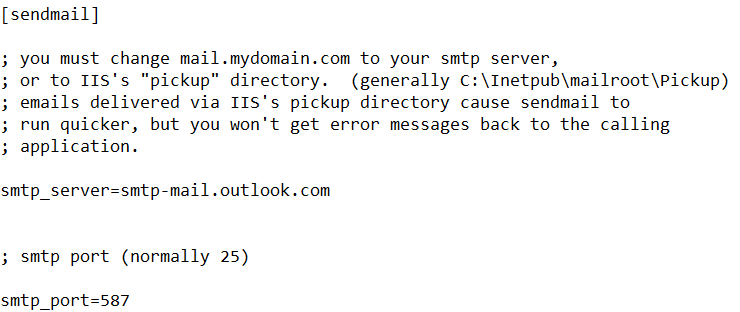 [sendmail]
; you must change mail.mydomain.com to your smtp server,
; or to IIS's "pickup" directory.  (generally C:\Inetpub\mailroot\Pickup)
; emails delivered via IIS's pickup directory cause sendmail to
; run quicker, but you won't get error messages back to the calling
; application.
smtp_server=smtp-mail.outlook.com
; smtp port (normally 25)
smtp_port=587